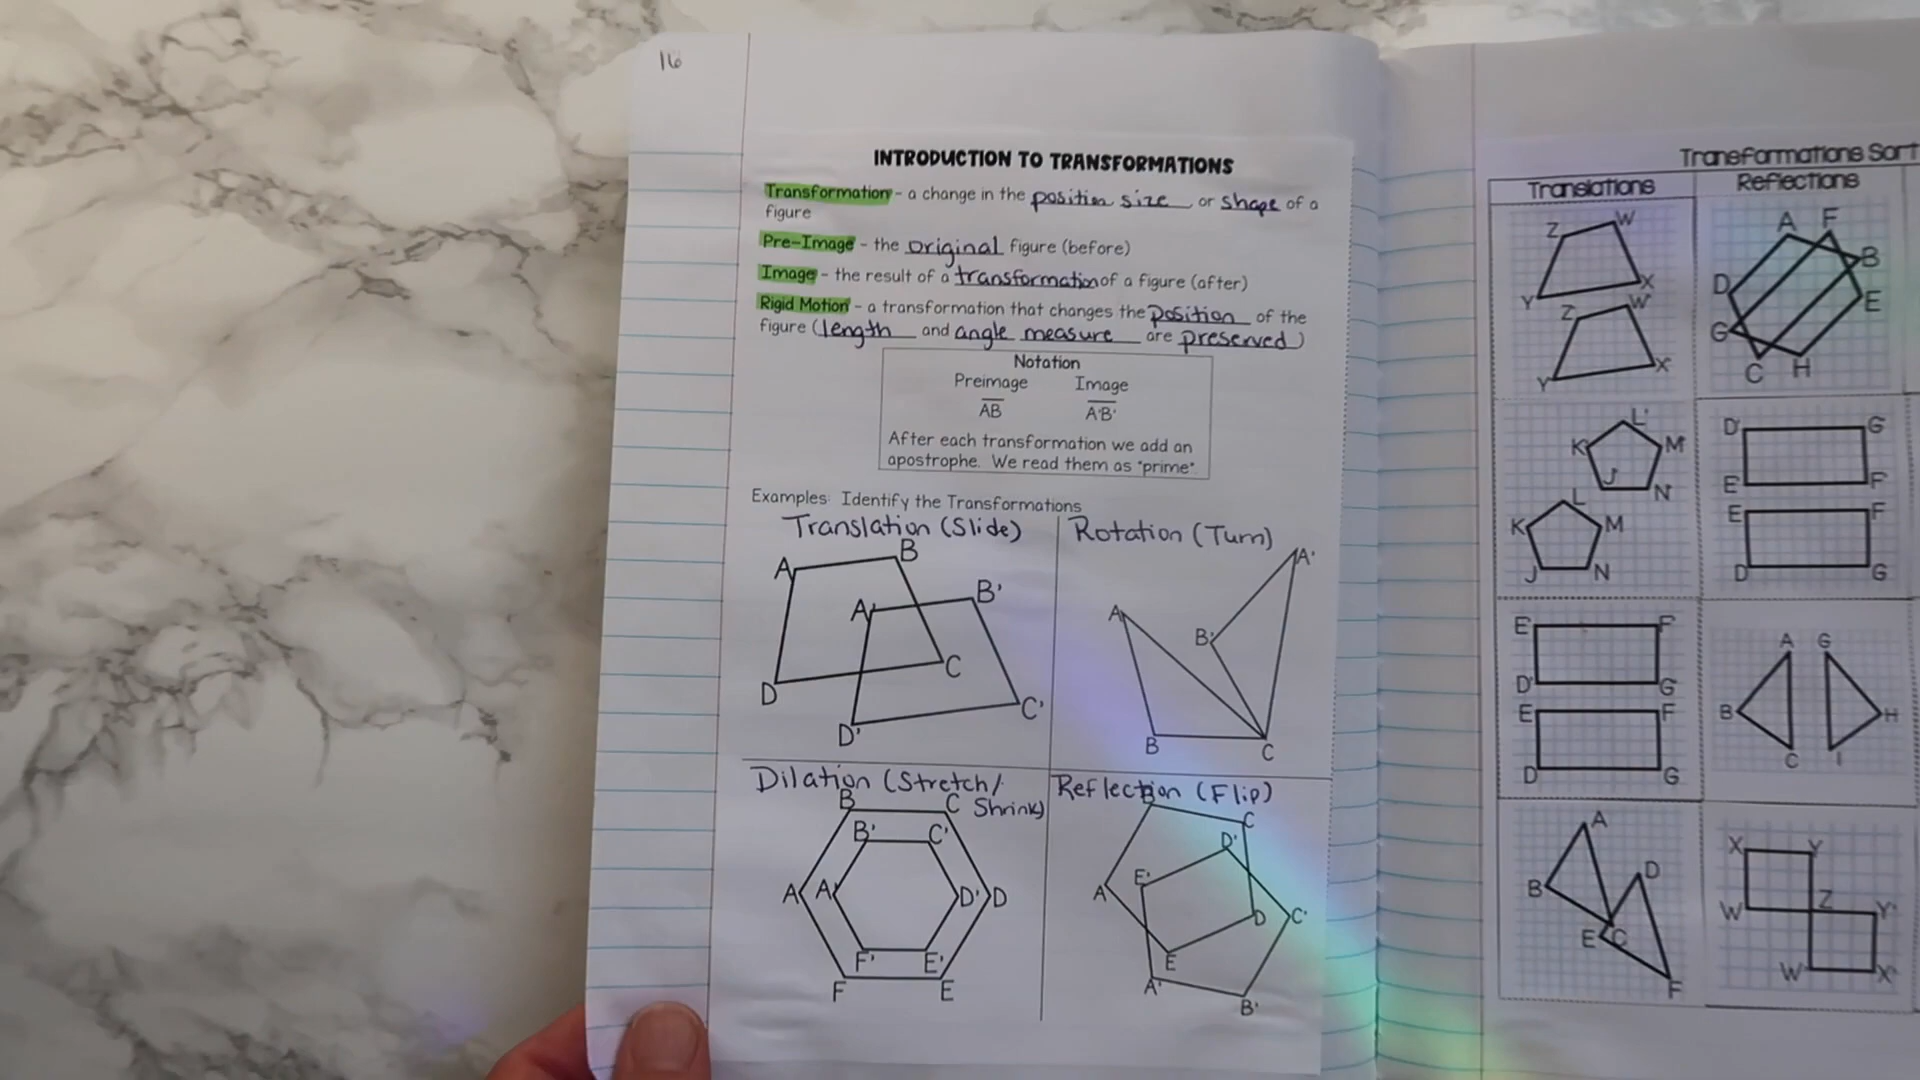 16
INTRODUCTION TO TRANSFORMATIONS
Transformation - a change in the position size or shape of a
figure
Pre-Image - the original figure (before)
Image - the result of a transformation of a figure (after)
Rigid Motion - a transformation that changes the position of the
figure (length and angle measure are preserved)
Notation
Preimage Image
AB A'B'
After each transformation we add an
apostrophe. We read them as "prime".
Examples: Identify the Transformations
Translation (Slide)
A B
A' B'
D C
D' C'
Rotation (Turn)
A'
A B'
B C
Dilation (Stretch/
Shrink)
B C
B' C'
A A' D' D
F' E'
F E
Reflection (Flip)
B C
D'
A E' D C'
E
A' B'
Transformations Sort
Translations
Z W
Y X
Z W'
Y' X'
L'
K' M'
J' N'
L
K M
J N
E' F'
D' G'
E F
D G
A
B D
E C
F
Reflections
A F
B
D E
G
C H
D' G'
E' F'
E F
D G
A G
B H
C I
X Y
W Z Y'
W' X'